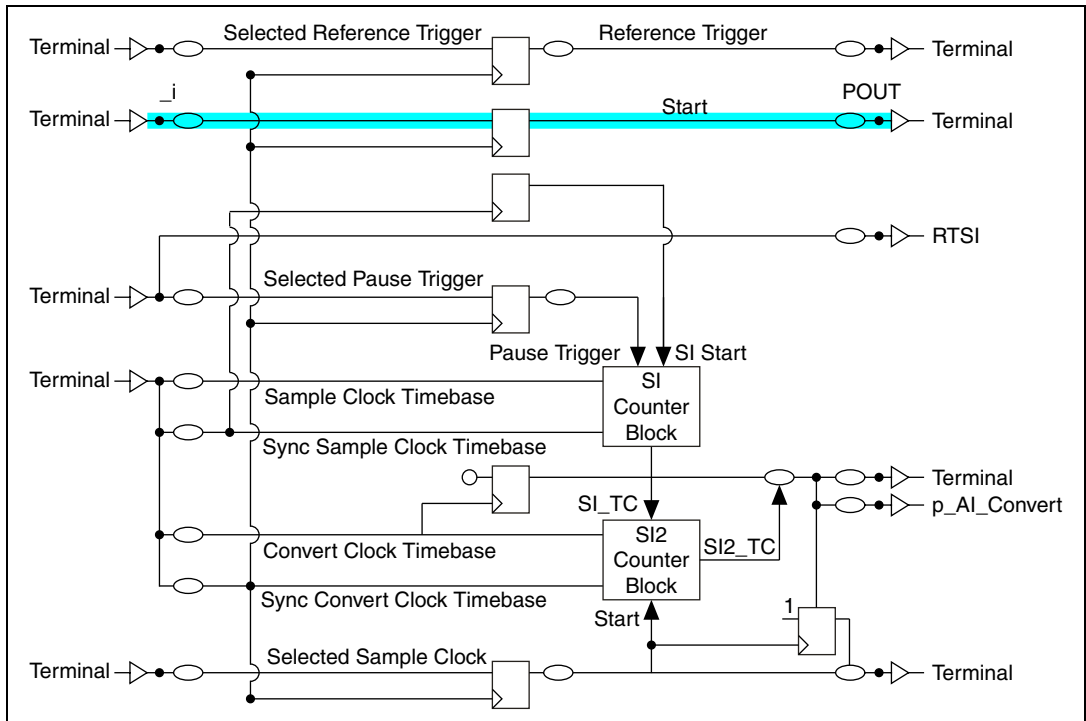 Terminal Selected Reference Trigger Reference Trigger Terminal
_i POUT
Terminal Start Terminal
RTSI
Selected Pause Trigger
Terminal
Pause Trigger SI Start
Terminal
SI
Counter
Block
Sample Clock Timebase
Sync Sample Clock Timebase
Terminal
SI_TC p_AI_Convert
SI2
Counter
Block
Convert Clock Timebase SI2_TC
Sync Convert Clock Timebase
Start 1
Selected Sample Clock
Terminal Terminal